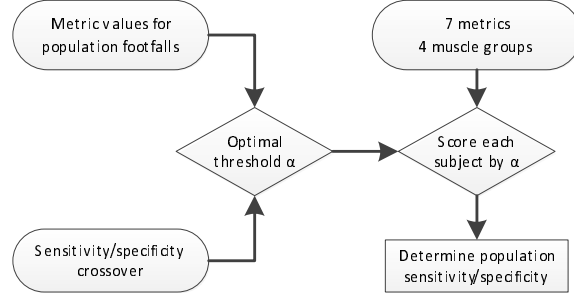 Metric values for
population footfalls
7 metrics
4 muscle groups
Optimal
threshold α
Score each
subject by α
Sensitivity/specificity
crossover
Determine population
sensitivity/specificity